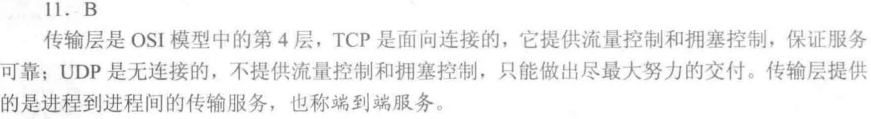 11. B
传输层是 OSI 模型中的第 4 层，TCP 是面向连接的，它提供流量控制和拥塞控制，保证服务
可靠；UDP 是无连接的，不提供流量控制和拥塞控制，只能做出尽最大努力的交付。传输层提供
的是进程到进程间的传输服务，也称端到端服务。